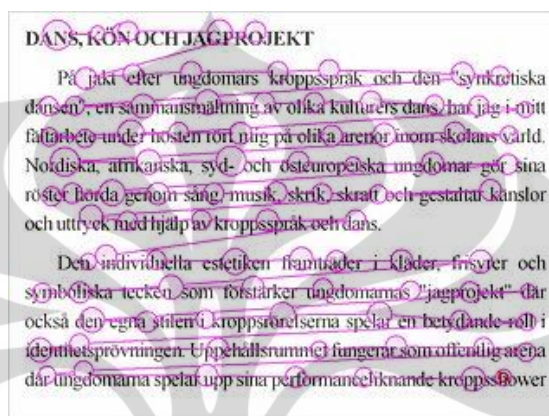 DANS, KÖN OCH JAGPROJEKT
På jakt efter ungdomars kroppsspråk och den "synkretiska
dansen", en sammansmältning av olika kulturers dans, har jag i mitt
fältarbete under hösten rört mig på olika arenor inom skolans värld.
Nordiska, afrikanska, syd- och östeuropeiska ungdomar gör sina
röster hörda genom sång, musik, skrik, skratt och gestaltar känslor
och uttryck med hjälp av kroppsspråk och dans.
Den individuella estetiken framträder i kläder, frisyrer och
symboliska tecken som förstärker ungdomarnas "jagprojekt" där
också den egna stilen i kroppsrörelserna spelar en betydande roll i
identitetsprövningen. Uppehållsrummet fungerar som offentlig arena
där ungdomarna spelar upp sina performanceliknande kroppsshower